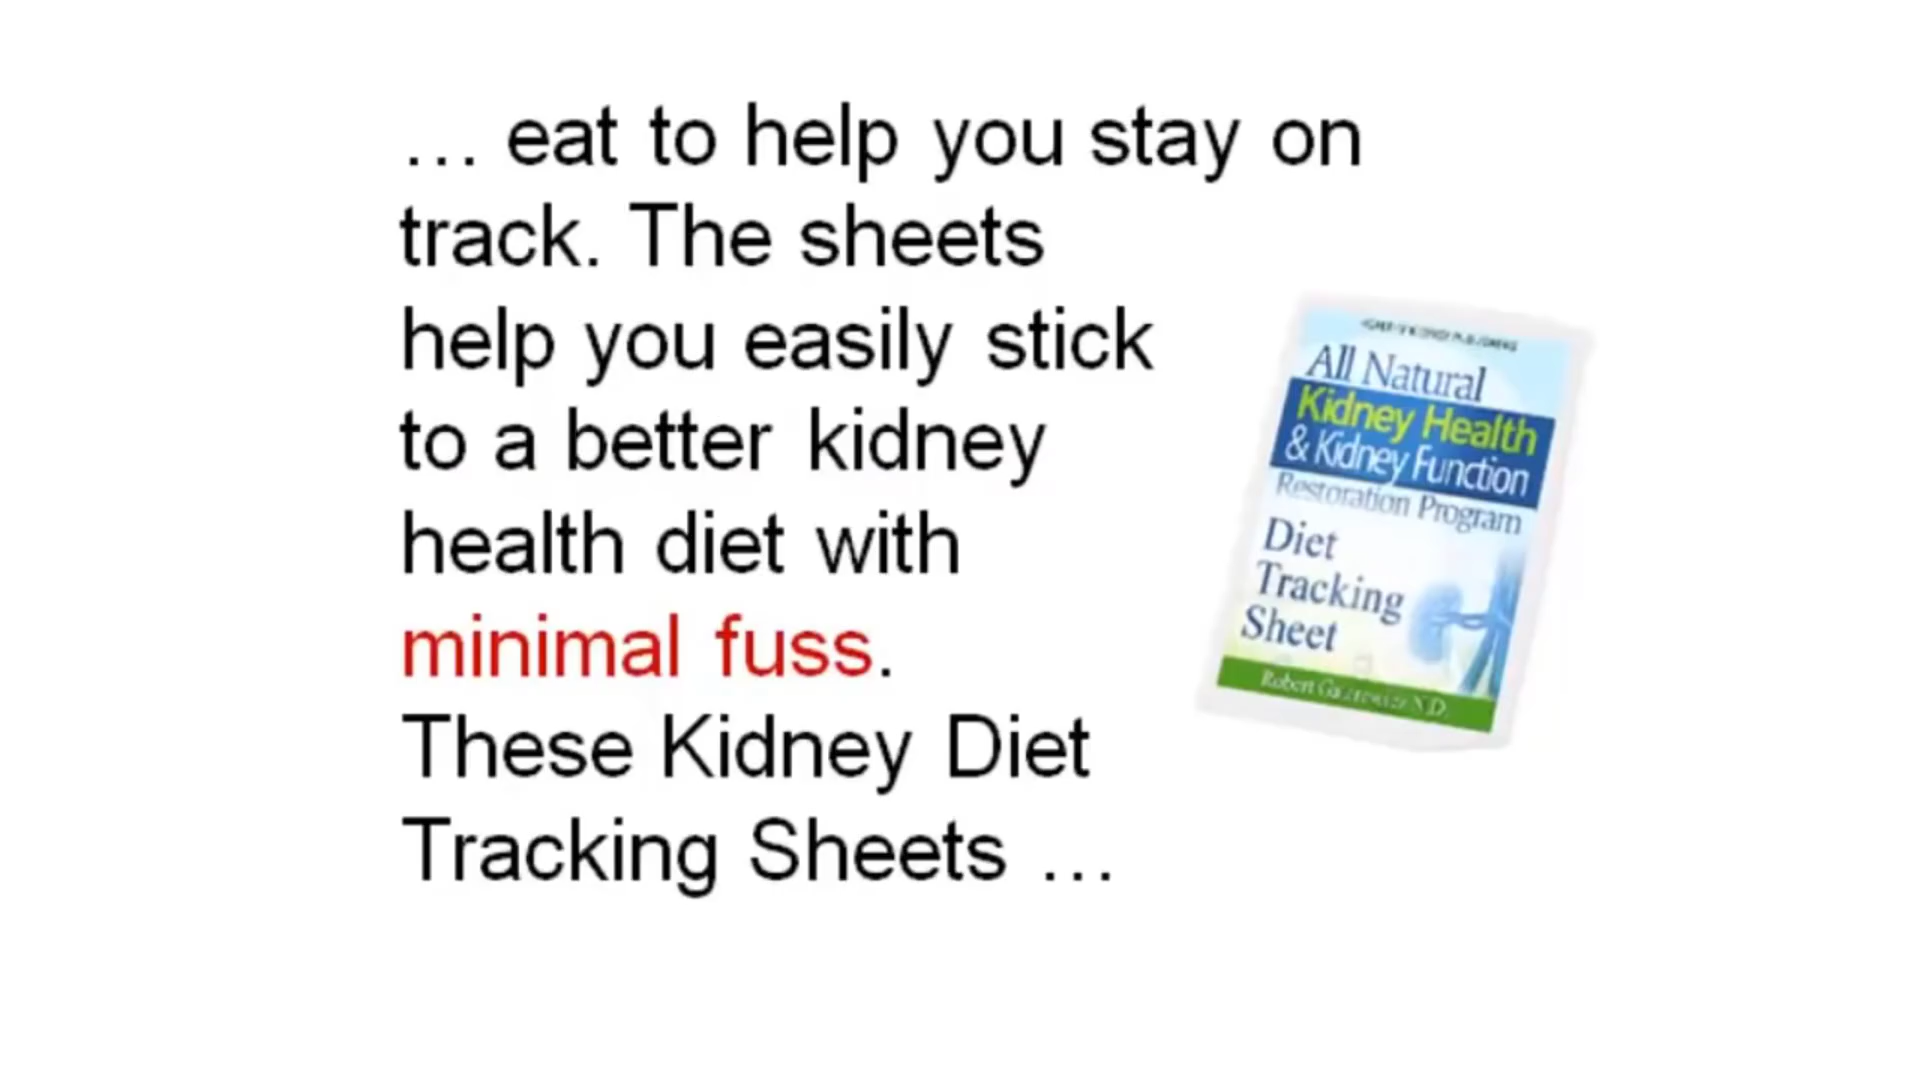 … eat to help you stay on
track. The sheets
help you easily stick
to a better kidney
health diet with
minimal fuss.
These Kidney Diet
Tracking Sheets …
All Natural
Kidney Health
& Kidney Function
Restoration Program
Diet
Tracking
Sheet
Robert N.D.